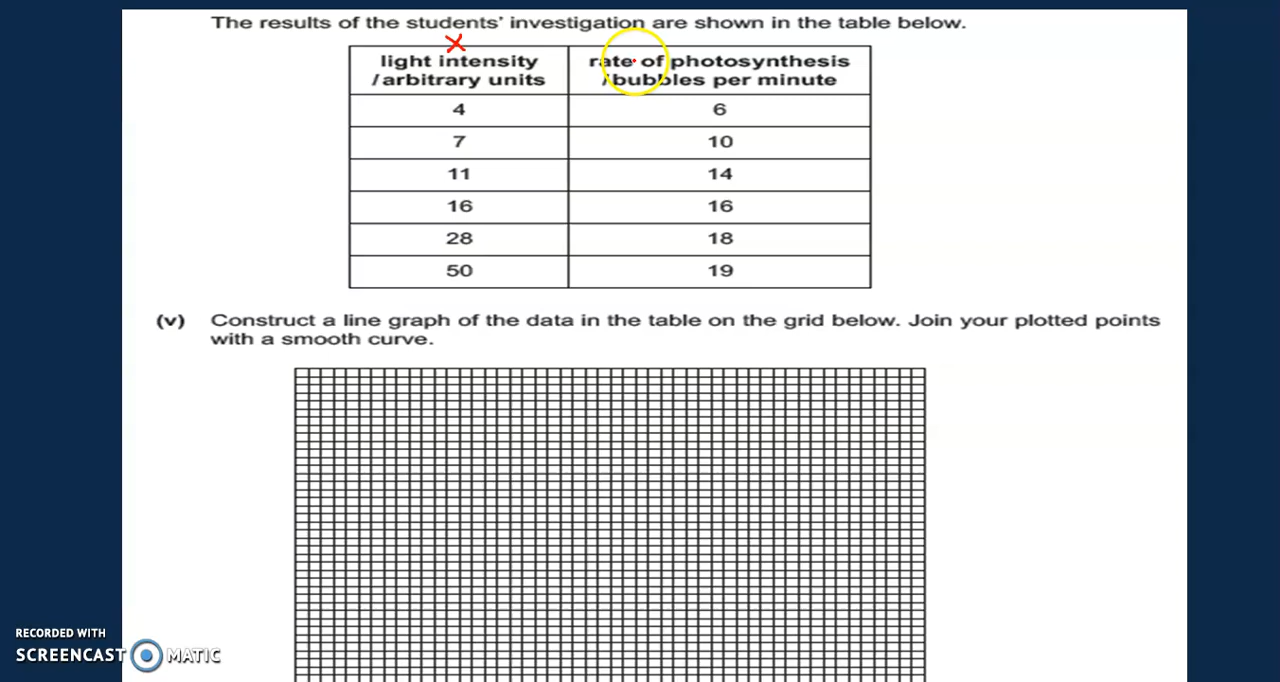 The results of the students' investigation are shown in the table below.
light intensity rate of photosynthesis
/arbitrary units /bubbles per minute
4 6
7 10
11 14
16 16
28 18
50 19
(v) Construct a line graph of the data in the table on the grid below. Join your plotted points
with a smooth curve.
RECORDED WITH
SCREENCAST MATIC